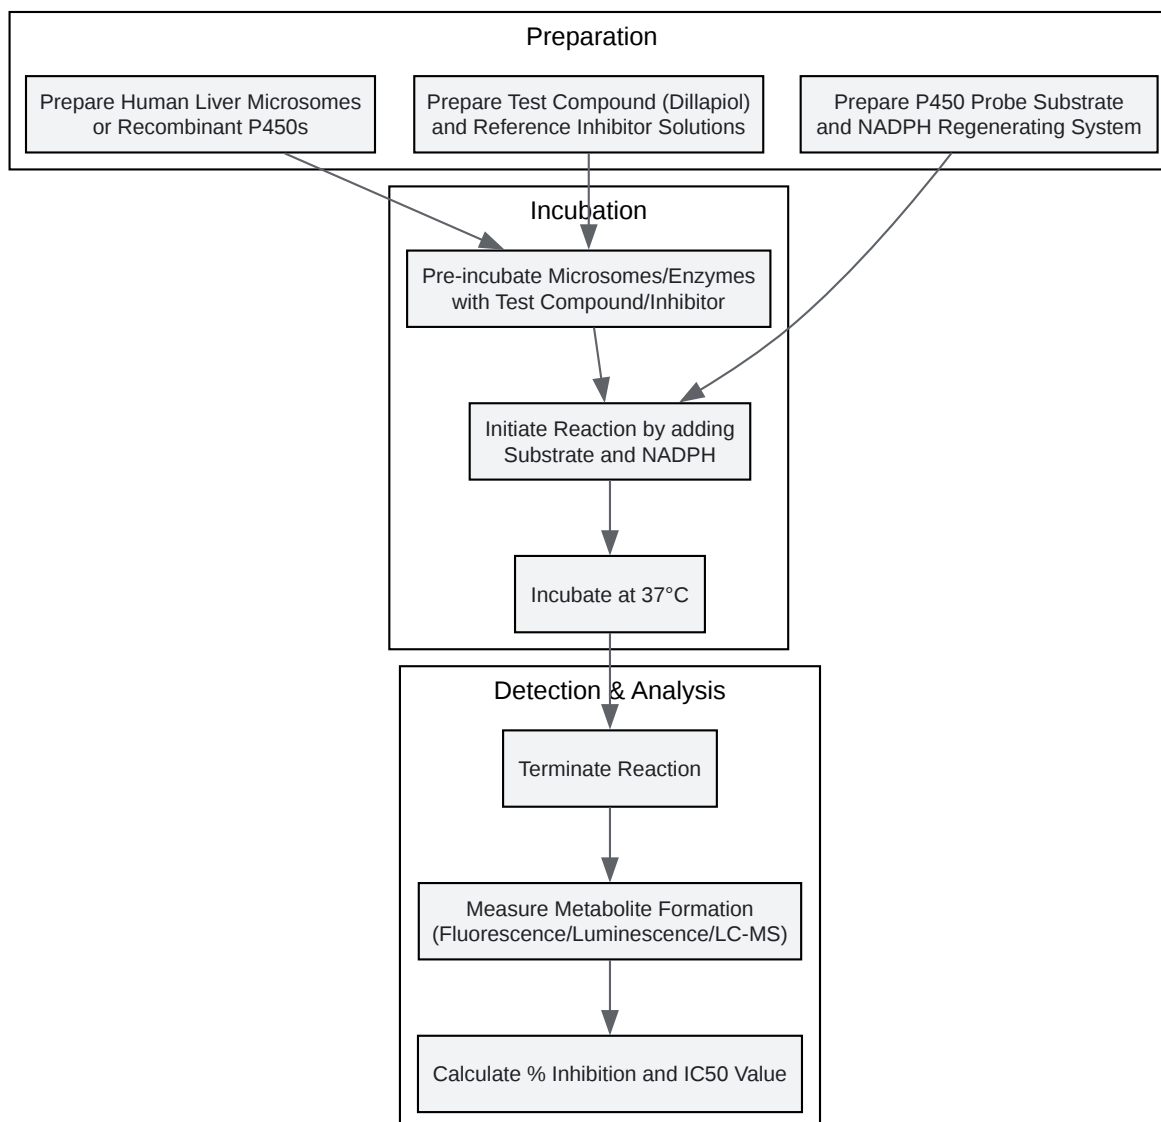 Preparation
Prepare Human Liver Microsomes
or Recombinant P450s
Prepare Test Compound (Dillapiol)
and Reference Inhibitor Solutions
Prepare P450 Probe Substrate
and NADPH Regenerating System
Incubation
Pre-incubate Microsomes/Enzymes
with Test Compound/Inhibitor
Initiate Reaction by adding
Substrate and NADPH
Incubate at 37°C
Detection & Analysis
Terminate Reaction
Measure Metabolite Formation
(Fluorescence/Luminescence/LC-MS)
Calculate % Inhibition and IC50 Value